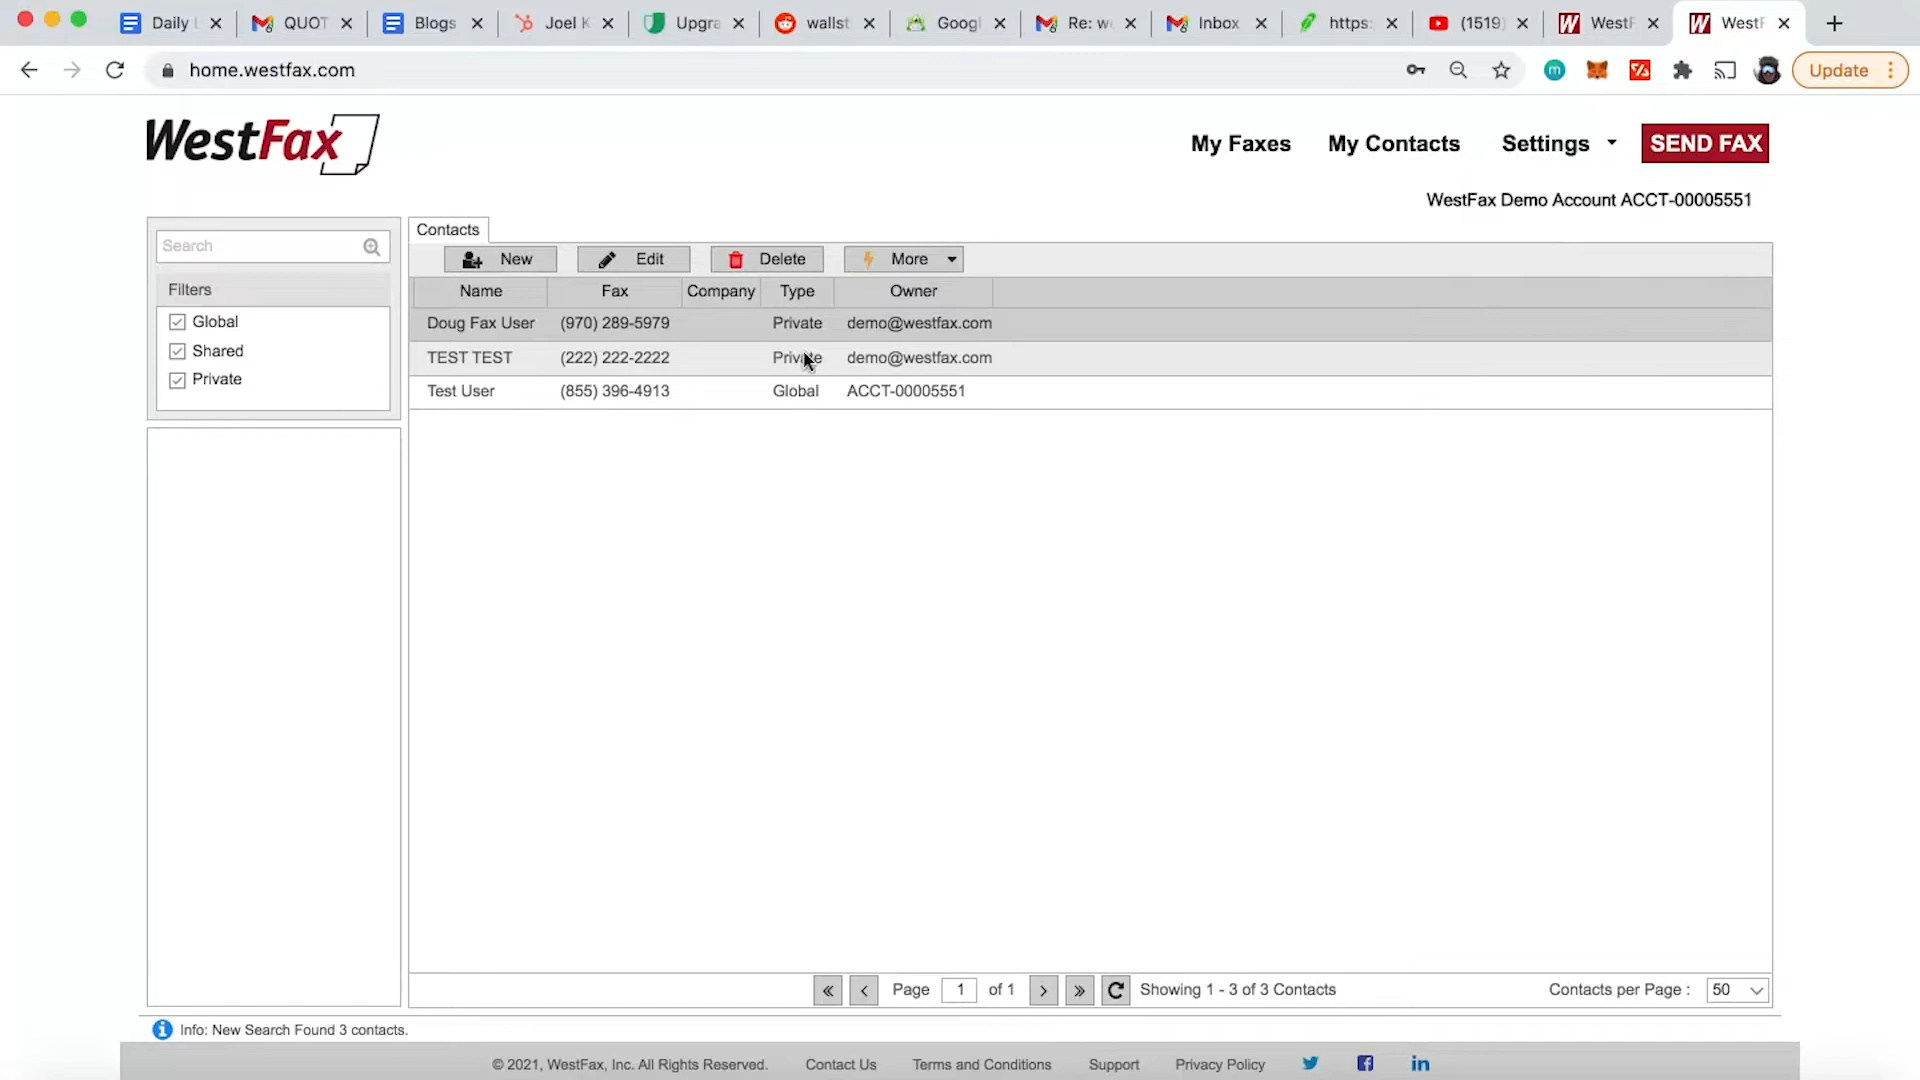 Daily QUOT Blogs Joel K Upgra wallst Googl Re: w Inbox https: (1519) WestF WestF
home.westfax.com Update
WestFax
My Faxes My Contacts Settings SEND FAX
WestFax Demo Account ACCT-00005551
Search
Filters
Global
Shared
Private
Contacts
New Edit Delete More
Name Fax Company Type Owner
Doug Fax User (970) 289-5979 Private demo@westfax.com
TEST TEST (222) 222-2222 Private demo@westfax.com
Test User (855) 396-4913 Global ACCT-00005551
« ‹ Page 1 of 1 › » Showing 1 - 3 of 3 Contacts Contacts per Page : 50
Info: New Search Found 3 contacts.
© 2021, WestFax, Inc. All Rights Reserved. Contact Us Terms and Conditions Support Privacy Policy